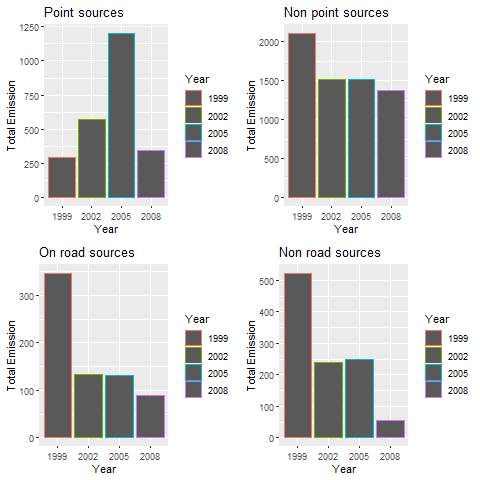 Point sources
1250
1000
750
500
250
0
Total Emission
1999 2002 2005 2008
Year
Year
1999
2002
2005
2008
Non point sources
2000
1500
1000
500
0
Total Emission
1999 2002 2005 2008
Year
Year
1999
2002
2005
2008
On road sources
300
200
100
0
Total Emission
1999 2002 2005 2008
Year
Year
1999
2002
2005
2008
Non road sources
500
400
300
200
100
0
Total Emission
1999 2002 2005 2008
Year
Year
1999
2002
2005
2008